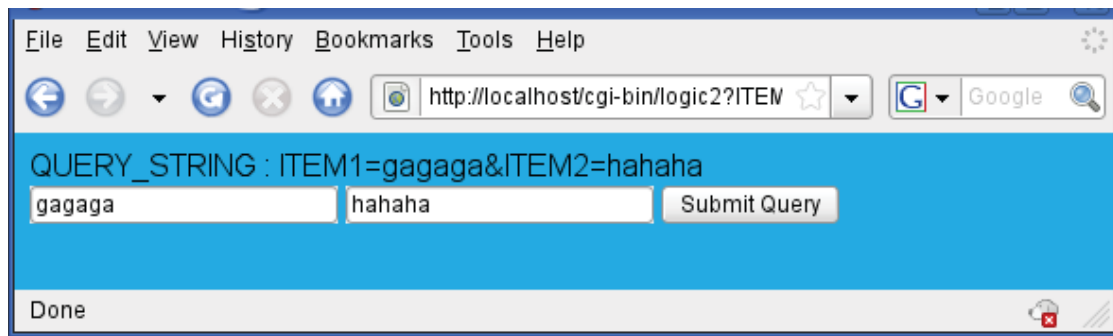 File Edit View History Bookmarks Tools Help
http://localhost/cgi-bin/logic2?ITEM
G Google
QUERY_STRING : ITEM1=gagaga&ITEM2=hahaha
gagaga hahaha Submit Query
Done